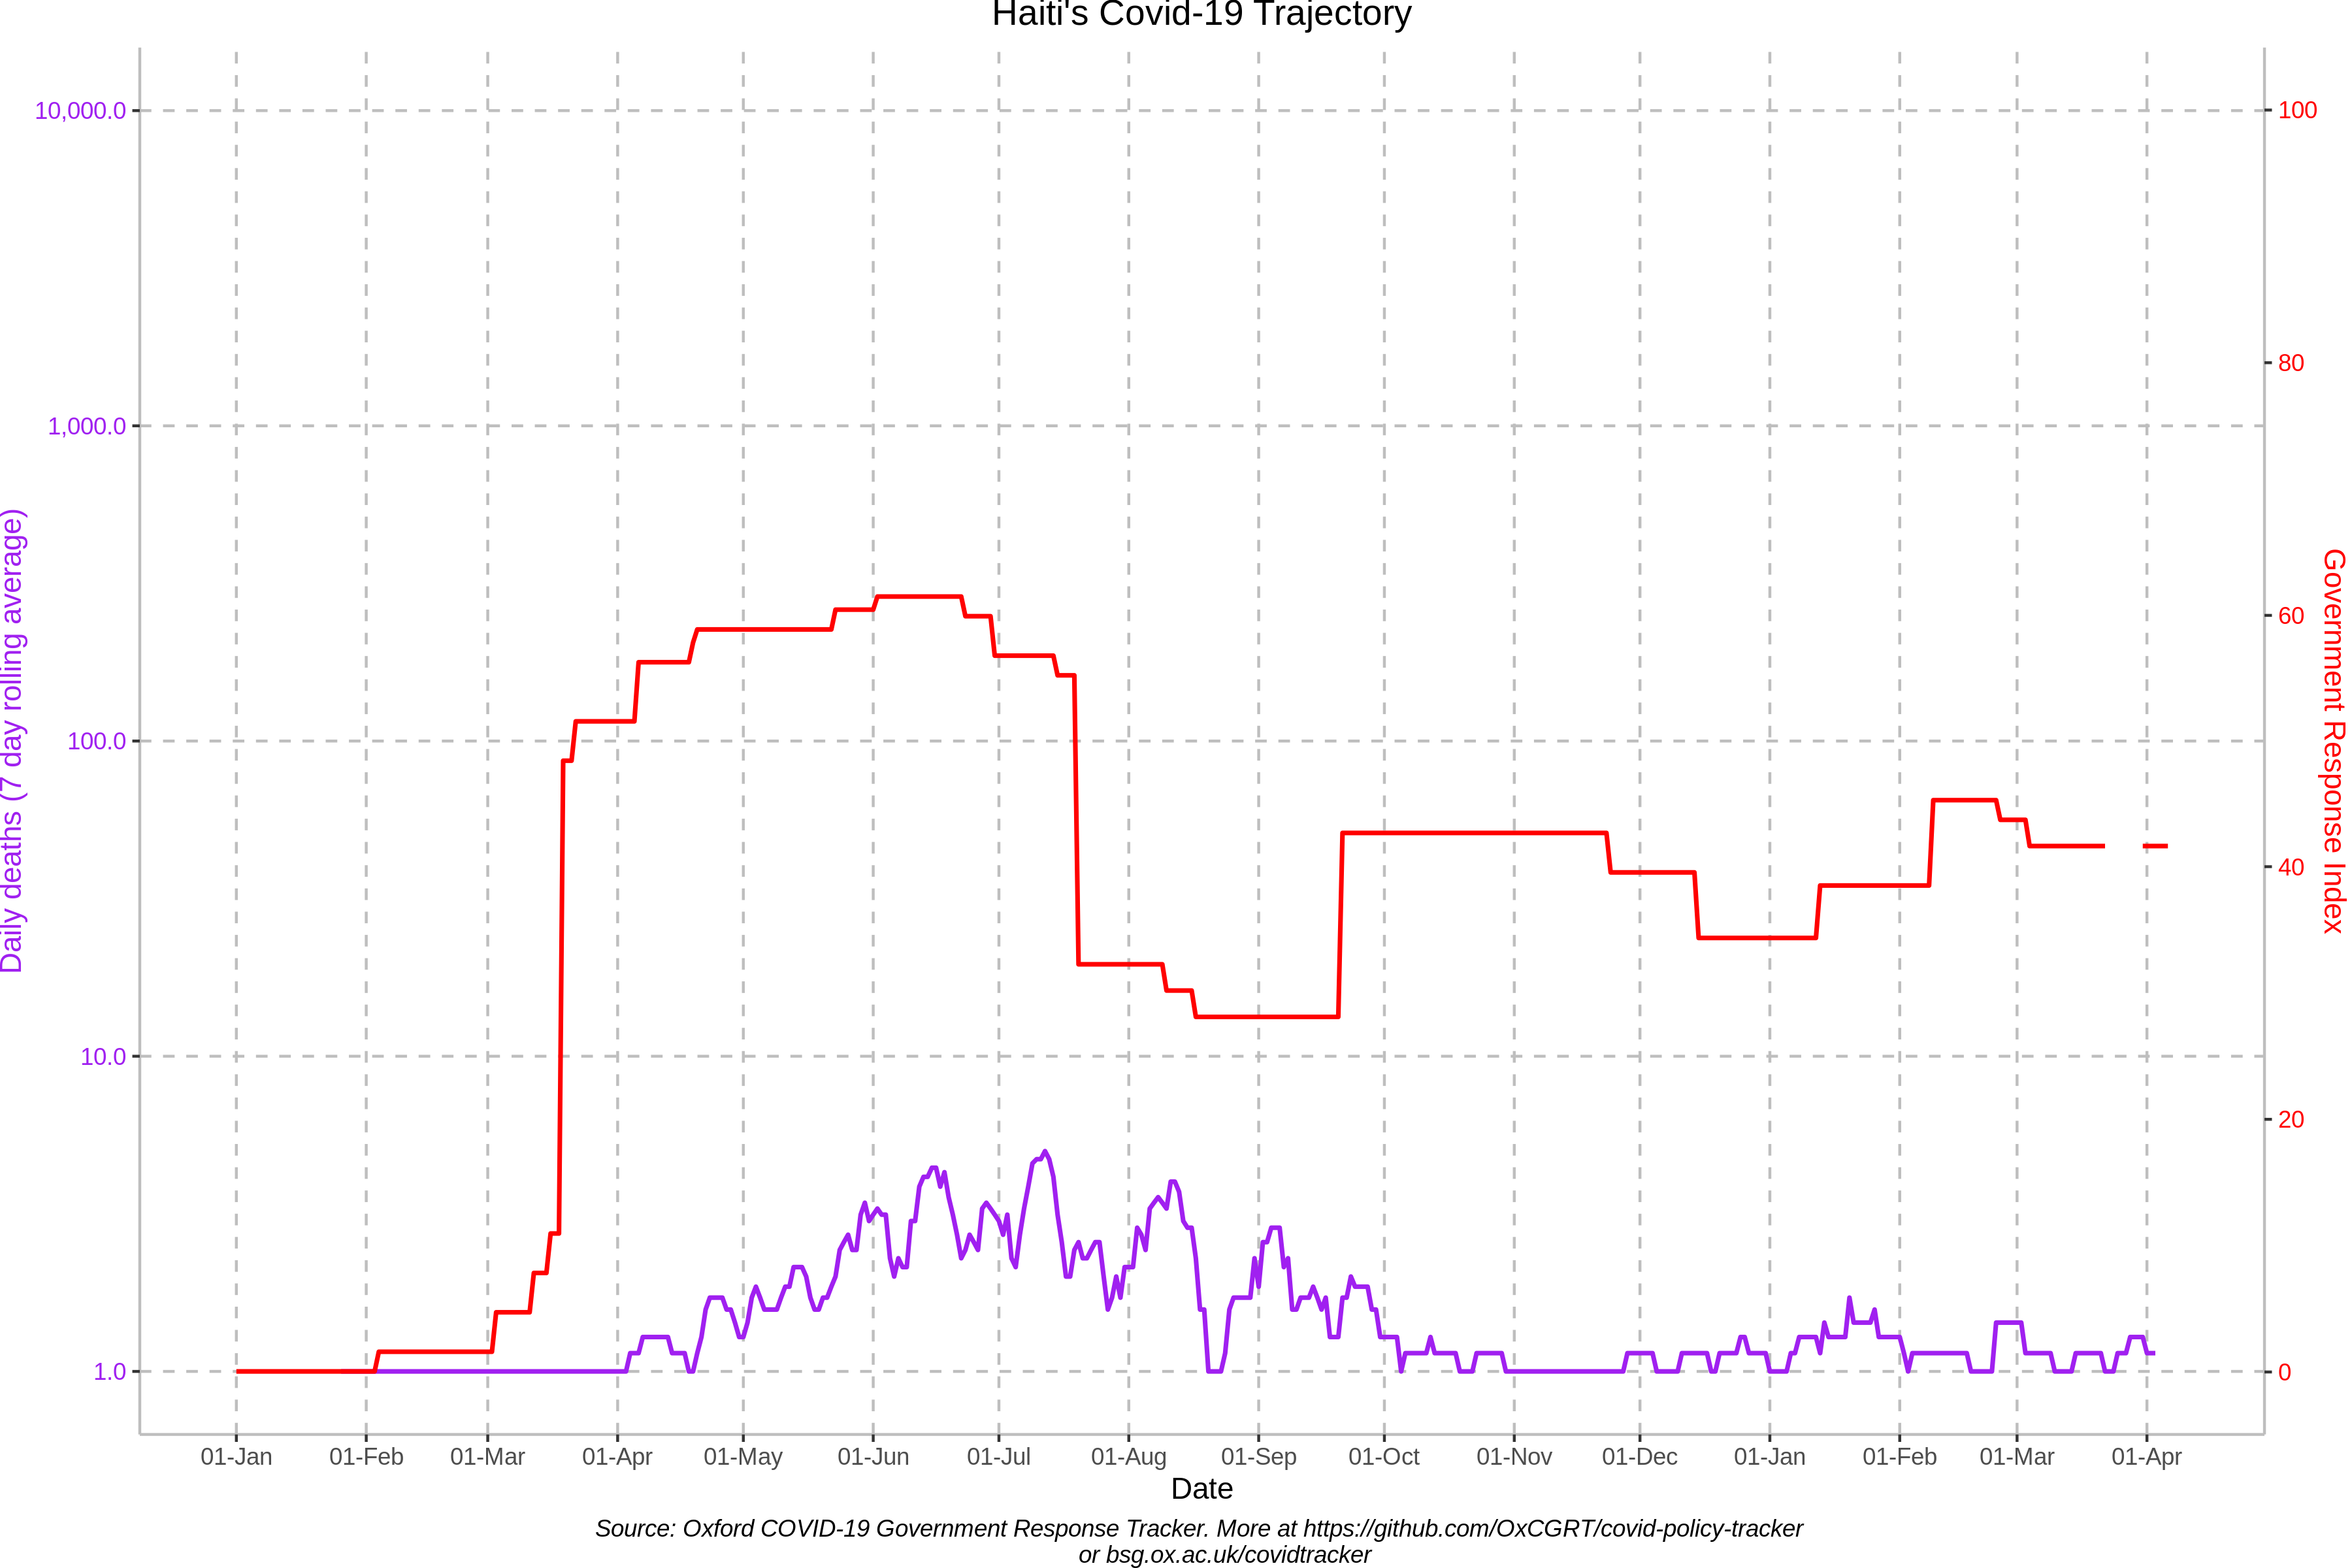 Haiti's Covid-19 Trajectory
10,000.0
1,000.0
100.0
10.0
1.0
Daily deaths (7 day rolling average)
100
80
60
40
20
0
Government Response Index
01-Jan 01-Feb 01-Mar 01-Apr 01-May 01-Jun 01-Jul 01-Aug 01-Sep 01-Oct 01-Nov 01-Dec 01-Jan 01-Feb 01-Mar 01-Apr
Date
Source: Oxford COVID-19 Government Response Tracker. More at https://github.com/OxCGRT/covid-policy-tracker
or bsg.ox.ac.uk/covidtracker